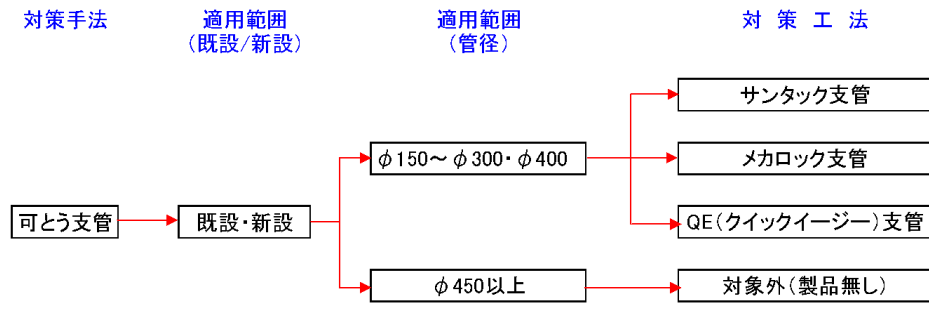 対策手法
適用範囲
(既設/新設)
適用範囲
(管径)
対 策 工 法
サンタック支管
φ150～φ300・φ400
メカロック支管
可とう支管
既設・新設
QE(クイックイージー)支管
φ450以上
対象外(製品無し)